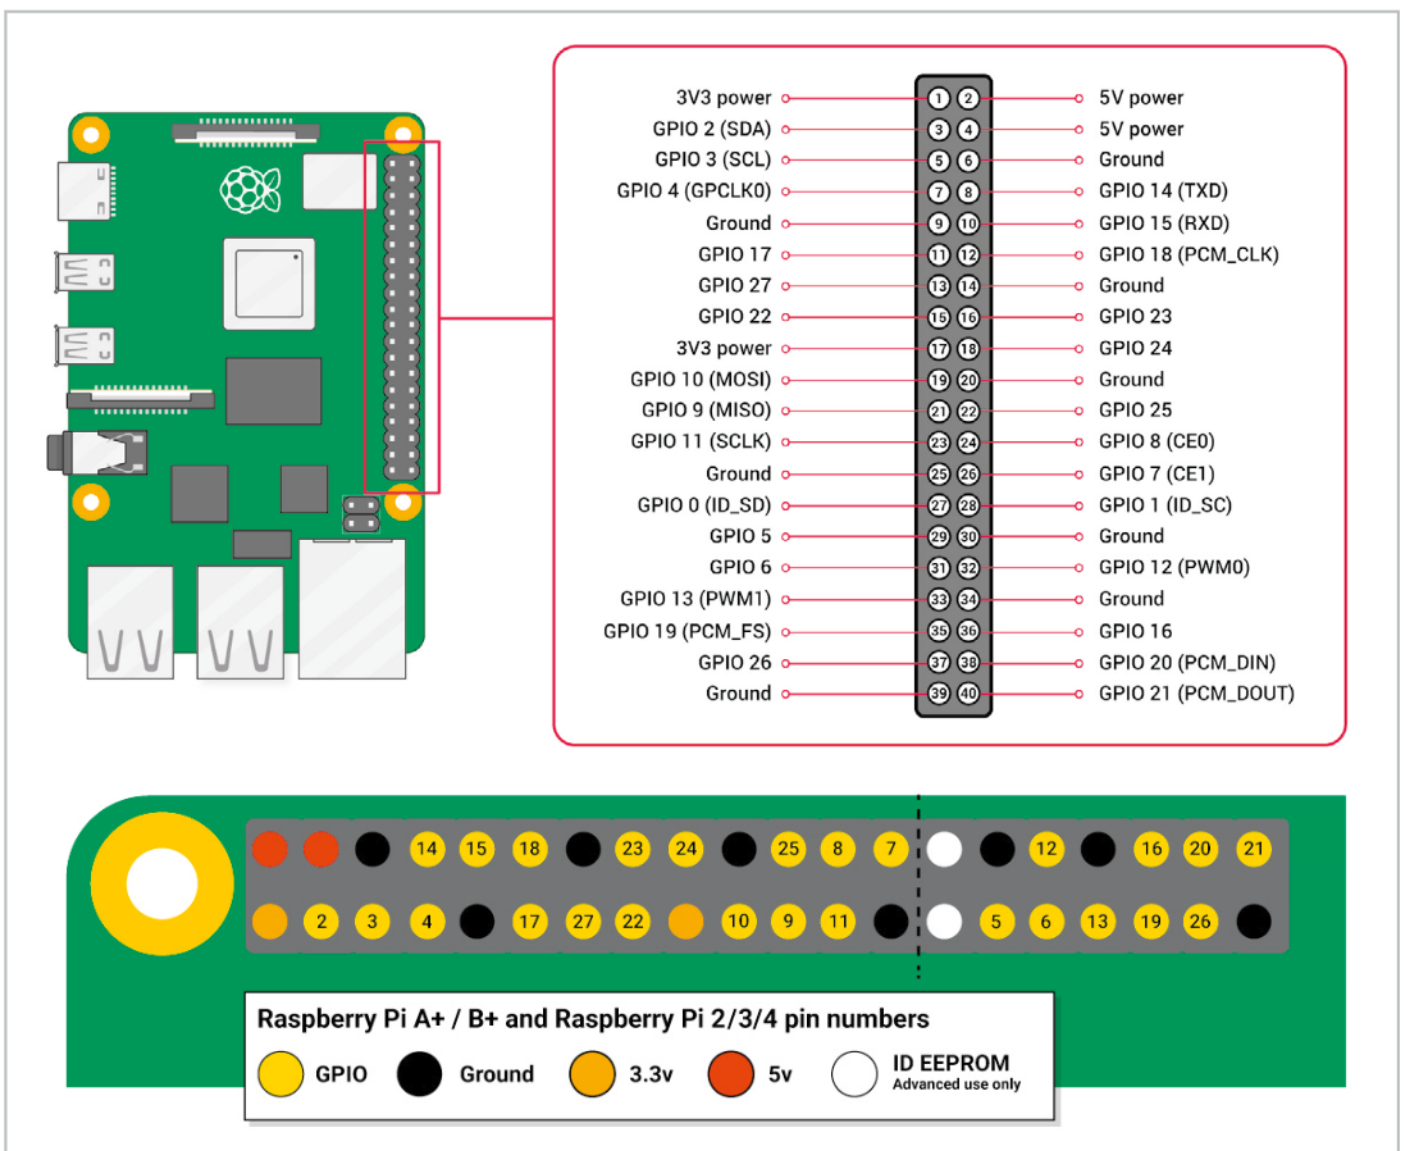 3V3 power 1 2 5V power
GPIO 2 (SDA) 3 4 5V power
GPIO 3 (SCL) 5 6 Ground
GPIO 4 (GPCLK0) 7 8 GPIO 14 (TXD)
Ground 9 10 GPIO 15 (RXD)
GPIO 17 11 12 GPIO 18 (PCM_CLK)
GPIO 27 13 14 Ground
GPIO 22 15 16 GPIO 23
3V3 power 17 18 GPIO 24
GPIO 10 (MOSI) 19 20 Ground
GPIO 9 (MISO) 21 22 GPIO 25
GPIO 11 (SCLK) 23 24 GPIO 8 (CE0)
Ground 25 26 GPIO 7 (CE1)
GPIO 0 (ID_SD) 27 28 GPIO 1 (ID_SC)
GPIO 5 29 30 Ground
GPIO 6 31 32 GPIO 12 (PWM0)
GPIO 13 (PWM1) 33 34 Ground
GPIO 19 (PCM_FS) 35 36 GPIO 16
GPIO 26 37 38 GPIO 20 (PCM_DIN)
Ground 39 40 GPIO 21 (PCM_DOUT)
14 15 18 23 24 25 8 7 12 16 20 21
2 3 4 17 27 22 10 9 11 5 6 13 19 26
Raspberry Pi A+ / B+ and Raspberry Pi 2/3/4 pin numbers
GPIO Ground 3.3v 5v ID EEPROM
Advanced use only